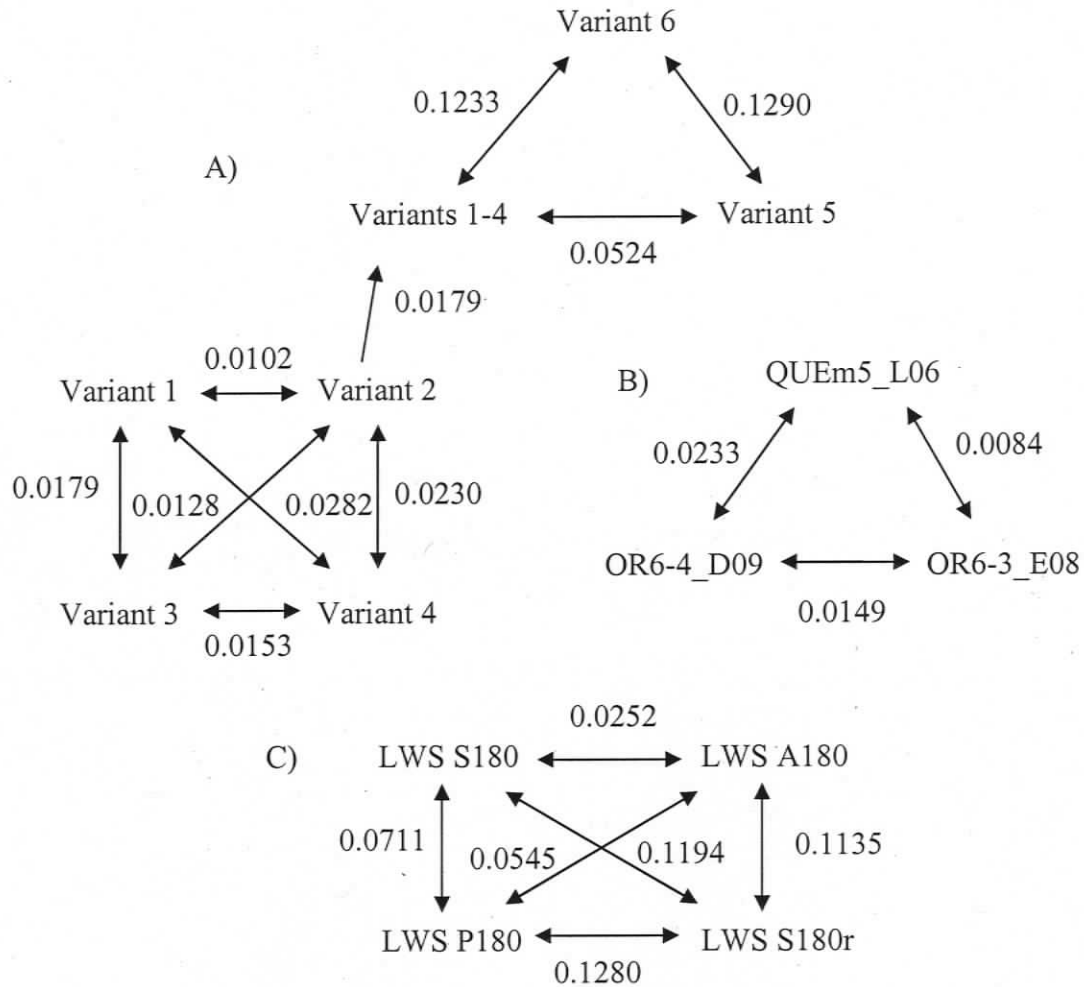 Variant 6
0.1233
0.1290
A)
Variants 1-4
Variant 5
0.0524
0.0179
0.0102
Variant 1
Variant 2
0.0179
0.0128
0.0282
0.0230
Variant 3
Variant 4
0.0153
B)
QUEm5_L06
0.0233
0.0084
OR6-4_D09
OR6-3_E08
0.0149
C)
0.0252
LWS S180
LWS A180
0.0711
0.0545
0.1194
0.1135
LWS P180
LWS S180r
0.1280